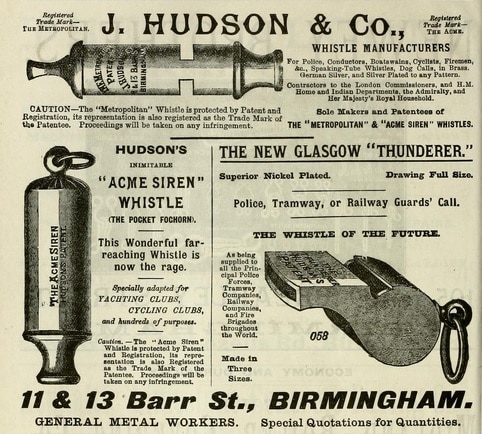 Registered
Trade Mark—
THE METROPOLITAN.
J. HUDSON & Co.,
Registered
Trade Mark—
THE ACME.
WHISTLE MANUFACTURERS
For Police, Conductors, Boatswains, Cyclists, Firemen,
&c., Speaking-Tube Whistles, Dog Calls, in Brass,
German Silver, and Silver Plated to any Pattern.
Contractors to the London Commissioners, and H.M.
Home and Indian Departments, the Admiralty, and
Her Majesty's Royal Household.
Sole Makers and Patentees of
THE "METROPOLITAN" & "ACME SIREN" WHISTLES.
PATENT
J. HUDSON & Co.
13 BARR ST
BIRMINGHAM
CAUTION—The "Metropolitan" Whistle is protected by Patent and
Registration, its representation is also registered as the Trade Mark of
the Patentee. Proceedings will be taken on any infringement.
HUDSON'S
INIMITABLE
"ACME SIREN"
WHISTLE
(THE POCKET FOGHORN).
This Wonderful far-
reaching Whistle is
now the rage.
Specially adapted for
YACHTING CLUBS,
CYCLING CLUBS,
and hundreds of purposes.
Caution.—The "Acme Siren"
Whistle is protected by Patent
and Registration, its repre-
sentation is also Registered
as the Trade Mark of the
Patentee. Proceedings will be
taken on any infringement.
THE ACME SIREN
HUDSON'S PATENT
THE NEW GLASGOW "THUNDERER."
Superior Nickel Plated.
Drawing Full Size.
Police, Tramway, or Railway Guards' Call.
THE WHISTLE OF THE FUTURE.
As being
supplied to
all the Prin-
cipal Police
Forces,
Tramway
Companies,
Railway
Companies,
and Fire
Brigades
throughout
the World.
Made in
Three
Sizes.
058
11 & 13 Barr St., BIRMINGHAM.
GENERAL METAL WORKERS.
Special Quotations for Quantities.